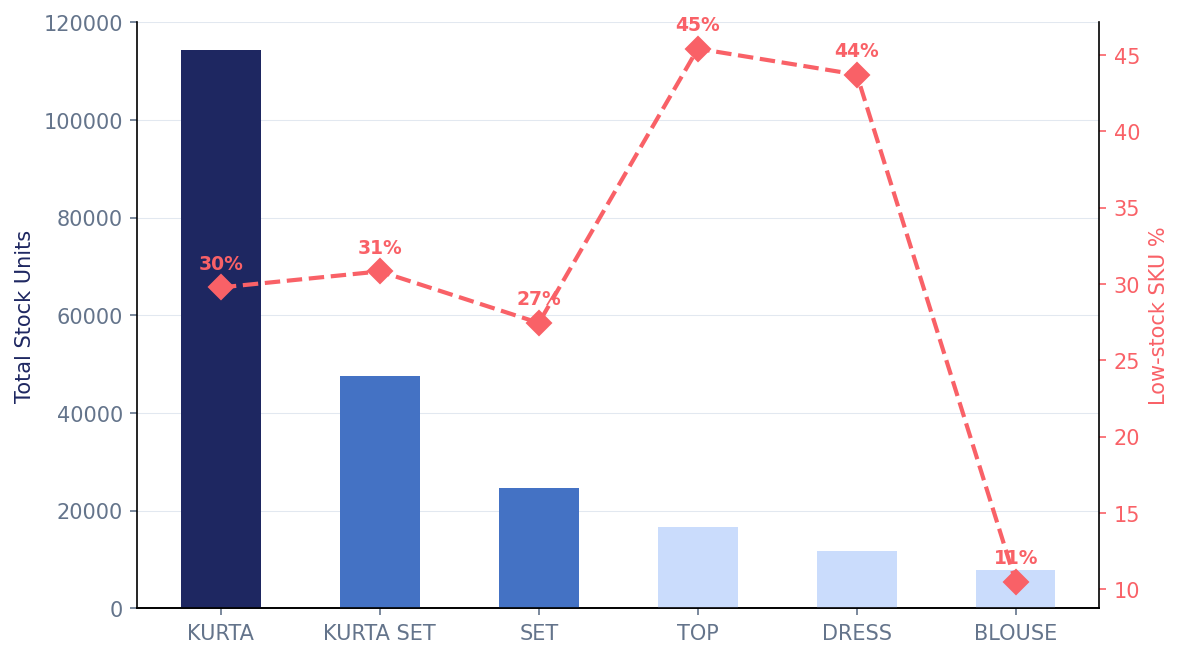 120000
100000
80000
60000
40000
20000
0
Total Stock Units
45%
44%
30%
31%
27%
11%
45
40
35
30
25
20
15
10
Low-stock SKU %
KURTA
KURTA SET
SET
TOP
DRESS
BLOUSE